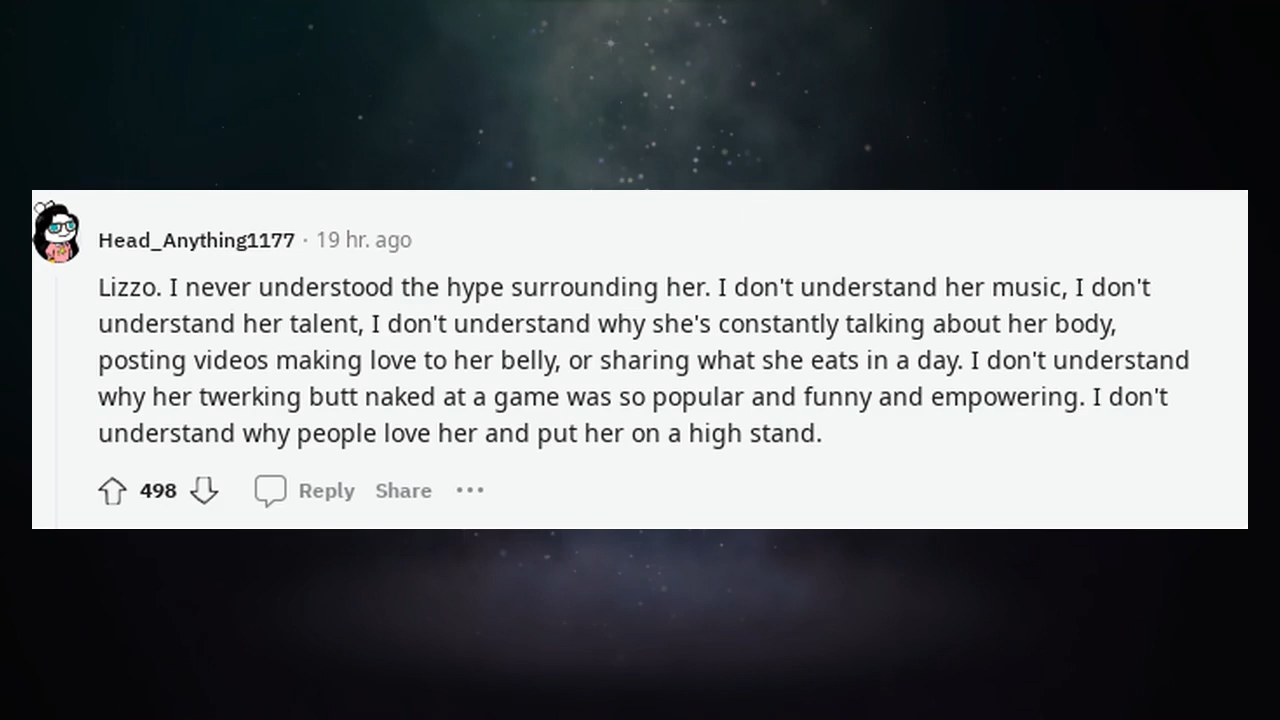 Head_Anything1177 · 19 hr. ago
Lizzo. I never understood the hype surrounding her. I don't understand her music, I don't
understand her talent, I don't understand why she's constantly talking about her body,
posting videos making love to her belly, or sharing what she eats in a day. I don't understand
why her twerking butt naked at a game was so popular and funny and empowering. I don't
understand why people love her and put her on a high stand.
498 Reply Share •••